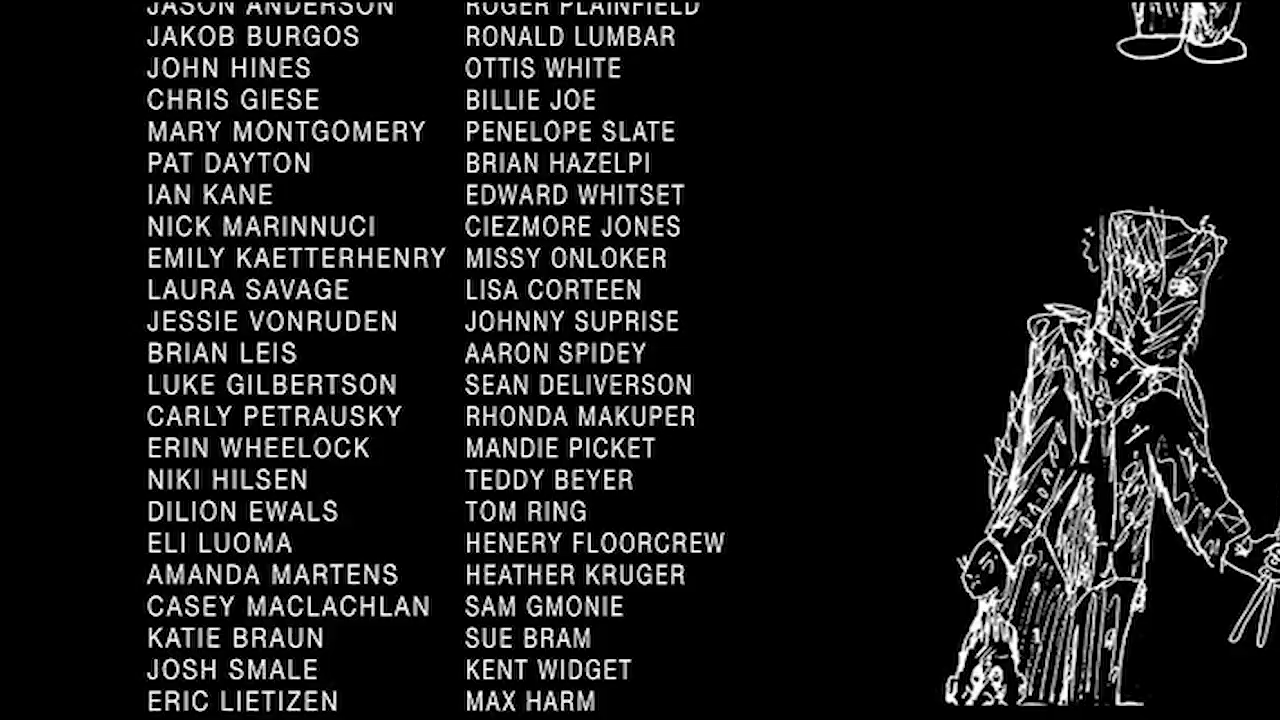 JASON ANDERSON ROGER PLAINFIELD
JAKOB BURGOS RONALD LUMBAR
JOHN HINES OTTIS WHITE
CHRIS GIESE BILLIE JOE
MARY MONTGOMERY PENELOPE SLATE
PAT DAYTON BRIAN HAZELPI
IAN KANE EDWARD WHITSET
NICK MARINNUCI CIEZMORE JONES
EMILY KAETTERHENRY MISSY ONLOKER
LAURA SAVAGE LISA CORTEEN
JESSIE VONRUDEN JOHNNY SUPRISE
BRIAN LEIS AARON SPIDEY
LUKE GILBERTSON SEAN DELIVERSON
CARLY PETRAUSKY RHONDA MAKUPER
ERIN WHEELOCK MANDIE PICKET
NIKI HILSEN TEDDY BEYER
DILION EWALS TOM RING
ELI LUOMA HENERY FLOORCREW
AMANDA MARTENS HEATHER KRUGER
CASEY MACLACHLAN SAM GMONIE
KATIE BRAUN SUE BRAM
JOSH SMALE KENT WIDGET
ERIC LIETIZEN MAX HARM